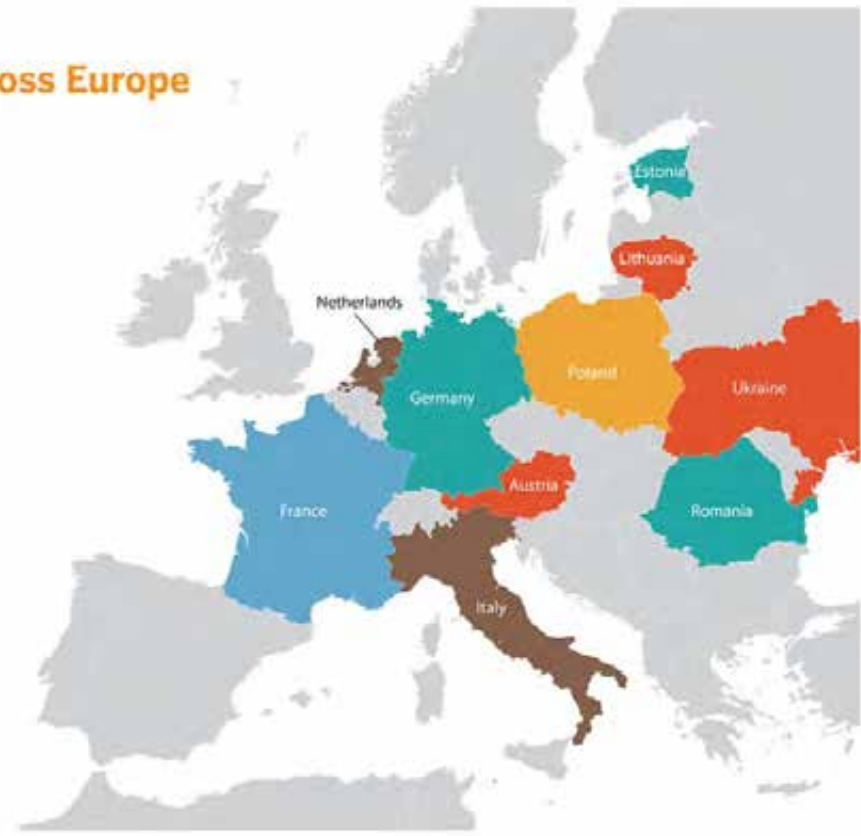 oss Europe
Estonia
Lithuania
Netherlands
Poland
Ukraine
Germany
Austria
France
Romania
Italy